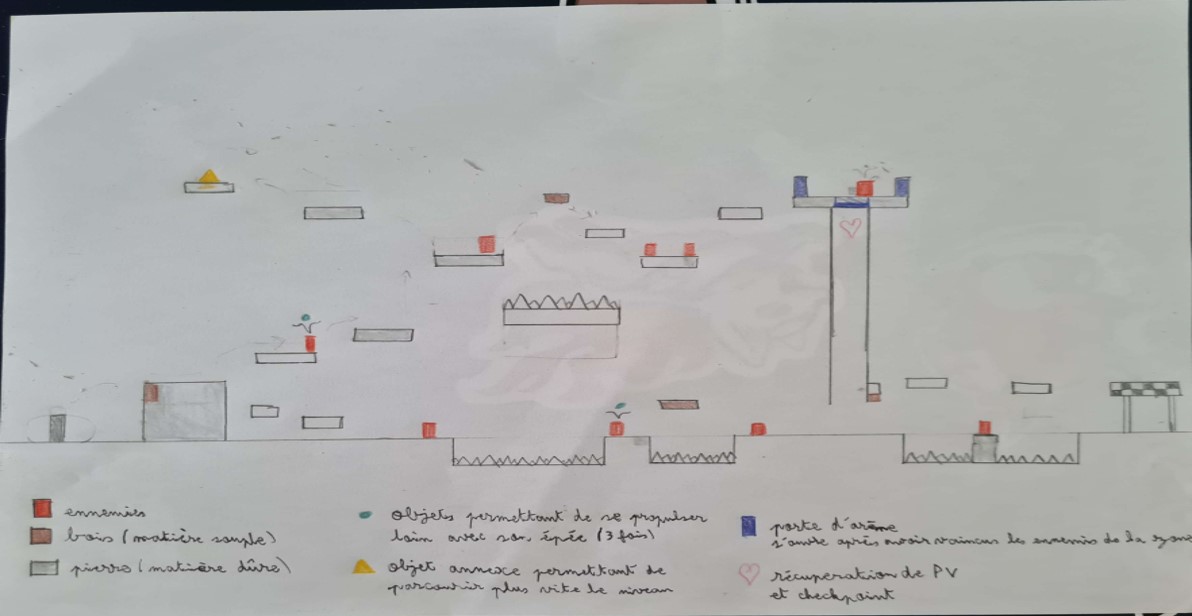 ennemies
bois (matière souple)
pierre (matière dûre)
objets permettant de se propulser
loin avec son épée (3 fois)
objet annexe permettant de
parcourir plus vite le niveau
porte d'arène
s'ouvre après avoir vaincus les ennemis de la zone
récuperation de PV
et checkpoint